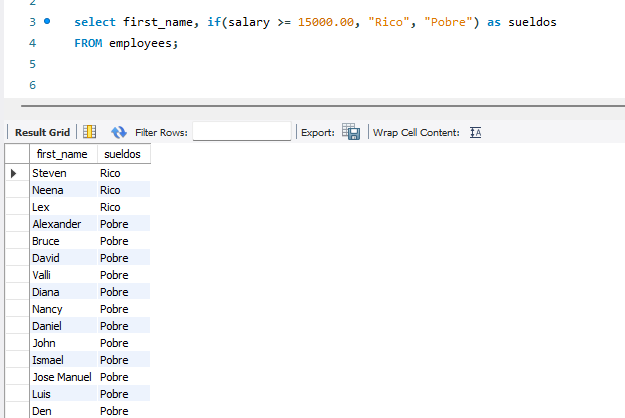 2
3 select first_name, if(salary >= 15000.00, "Rico", "Pobre") as sueldos
4 FROM employees;
5
6
Result Grid Filter Rows: Export: Wrap Cell Content: IA
first_name sueldos
Steven Rico
Neena Rico
Lex Rico
Alexander Pobre
Bruce Pobre
David Pobre
Valli Pobre
Diana Pobre
Nancy Pobre
Daniel Pobre
John Pobre
Ismael Pobre
Jose Manuel Pobre
Luis Pobre
Den Pobre